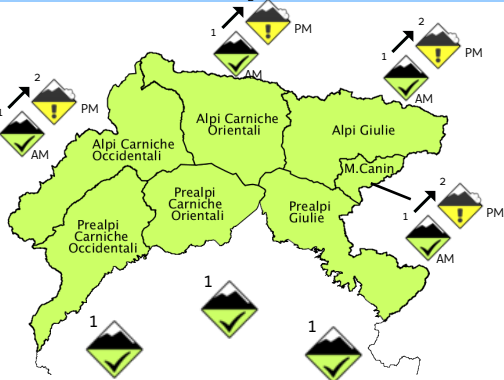 2
1
PM
AM
2
1
PM
AM
2
1
PM
AM
Alpi Carniche
Orientali
Alpi Giulie
Alpi Carniche
Occidentali
M.Canin
2
1
PM
AM
Prealpi
Carniche
Orientali
Prealpi
Giulie
Prealpi
Carniche
Occidentali
1
1
1